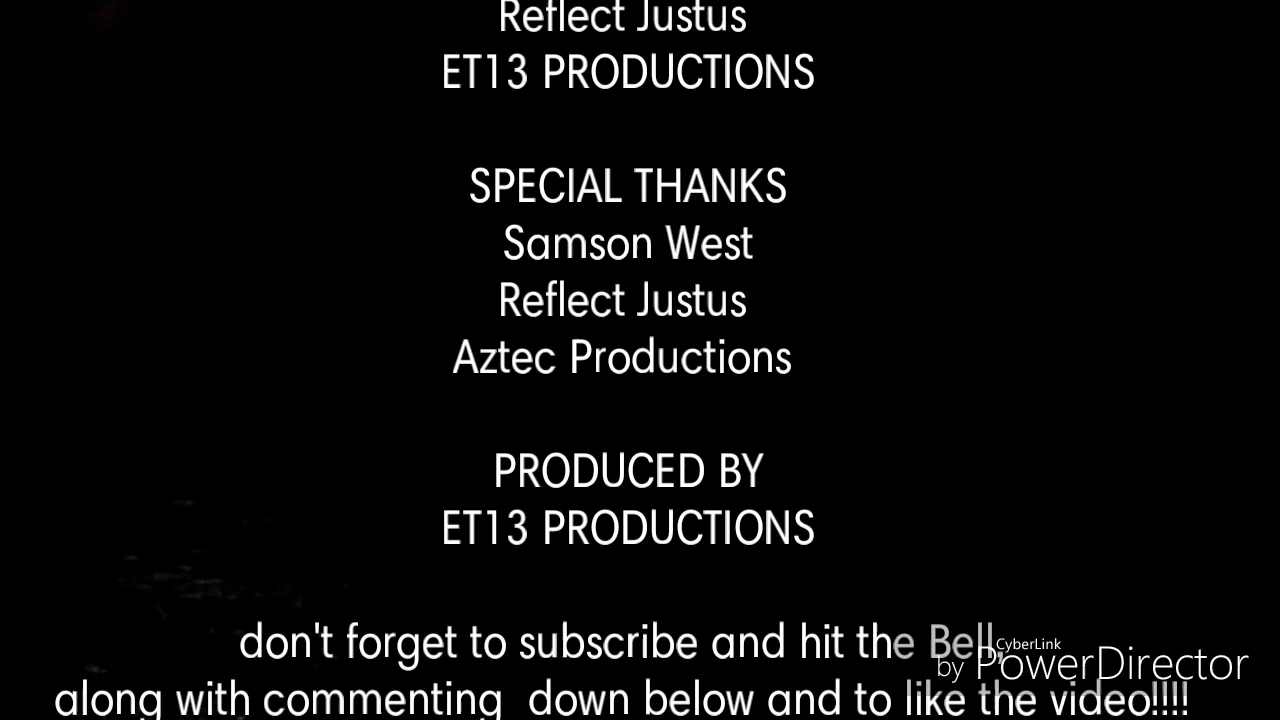 Reflect Justus
ET13 PRODUCTIONS
SPECIAL THANKS
Samson West
Reflect Justus
Aztec Productions
PRODUCED BY
ET13 PRODUCTIONS
don't forget to subscribe and hit the Bell,
along with commenting  down below and to like the video!!!!
by CyberLink PowerDirector